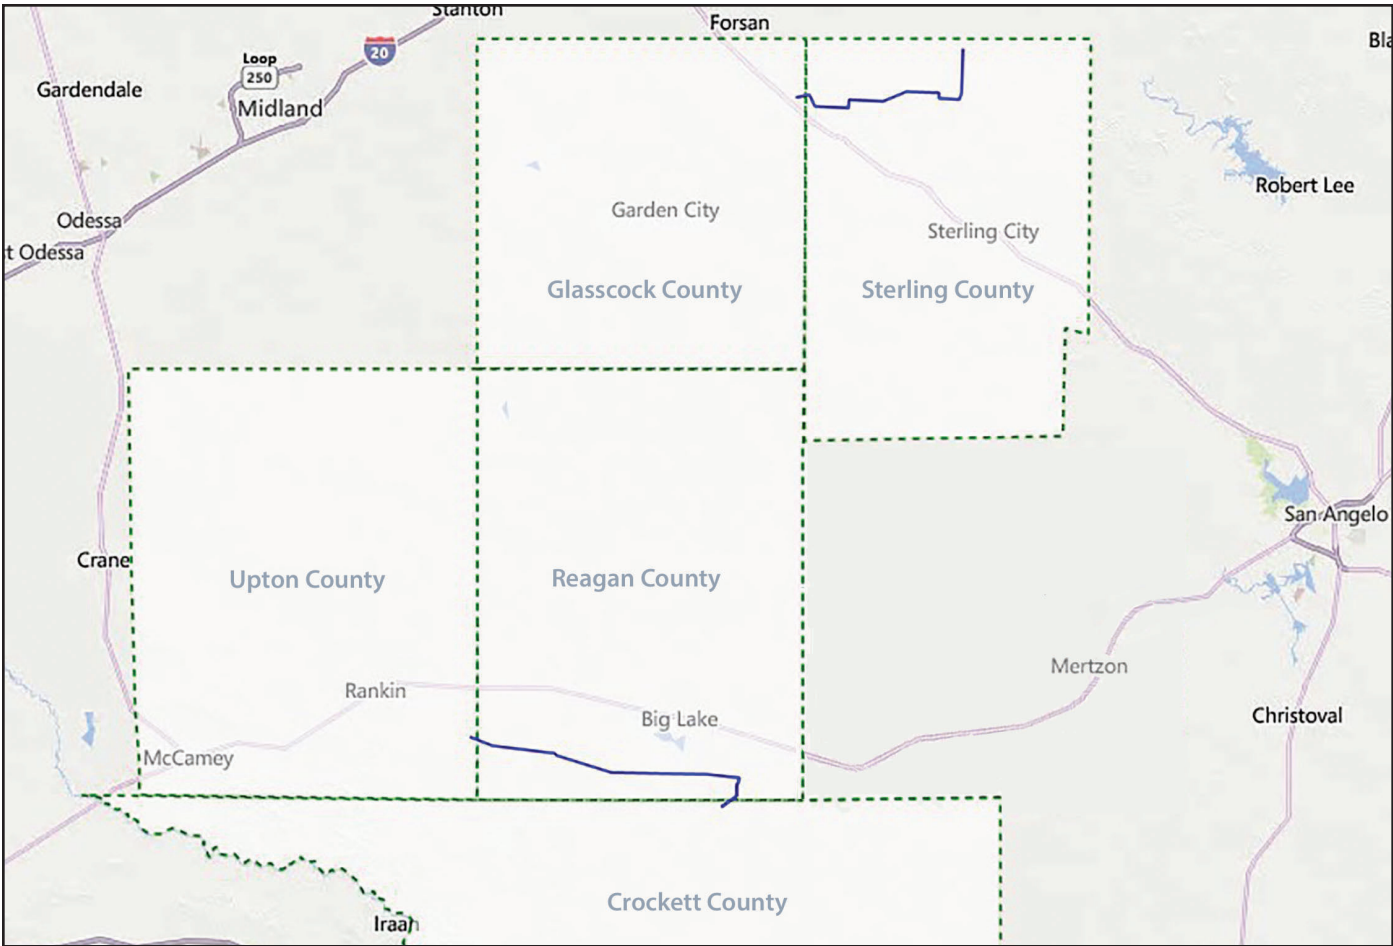 Stanton
Forsan
Bla
20
Loop
250
Gardendale
Midland
Robert Lee
Garden City
Odessa
Sterling City
t Odessa
Glasscock County
Sterling County
San Angelo
Crane
Upton County
Reagan County
Mertzon
Rankin
Big Lake
Christoval
McCamey
Crockett County
Iraan